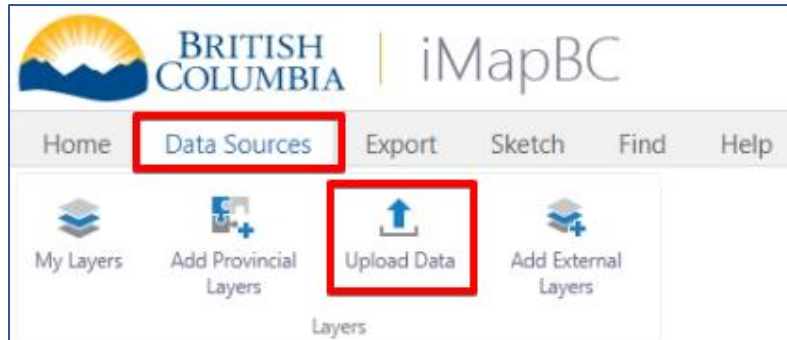 BRITISH
COLUMBIA
iMapBC
Home Data Sources Export Sketch Find Help
My Layers Add Provincial Upload Data Add External
Layers Layers
Layers